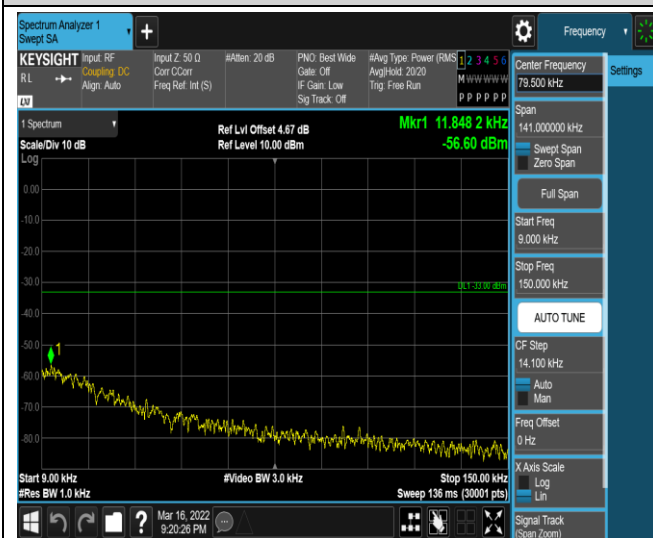 Spectrum Analyzer 1
Swept SA
+
Frequency
KEYSIGHT
RL
LXI
Input: RF
Coupling: DC
Align: Auto
Input Z: 50 Ω
Corr CCorr
Freq Ref: Int (S)
#Atten: 20 dB
PNO: Best Wide
Gate: Off
IF Gain: Low
Sig Track: Off
#Avg Type: Power (RMS
Avg|Hold: 20/20
Trig: Free Run
1 2 3 4 5 6
M W W W W W
P P P P P P
Settings
Center Frequency
79.500 kHz
Span
141.000000 kHz
Swept Span
Zero Span
Full Span
Start Freq
9.000 kHz
Stop Freq
150.000 kHz
AUTO TUNE
CF Step
14.100 kHz
Auto
Man
Freq Offset
0 Hz
X Axis Scale
Log
Lin
Signal Track
(Span Zoom)
1 Spectrum
Scale/Div 10 dB
Log
Ref Lvl Offset 4.67 dB
Ref Level 10.00 dBm
Mkr1 11.848 2 kHz
-56.60 dBm
0.00
-10.0
-20.0
-30.0
DL1 -33.00 dBm
-40.0
-50.0
1
-60.0
-70.0
-80.0
Start 9.00 kHz
#Video BW 3.0 kHz
Stop 150.00 kHz
#Res BW 1.0 kHz
Sweep 136 ms (30001 pts)
?
Mar 16, 2022
9:20:26 PM